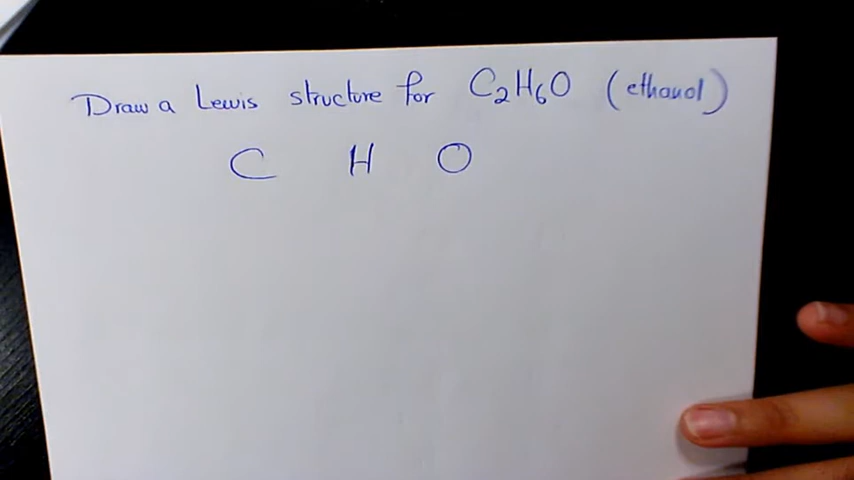 Draw a Lewis structure for C₂H₆O (ethanol)
C H O